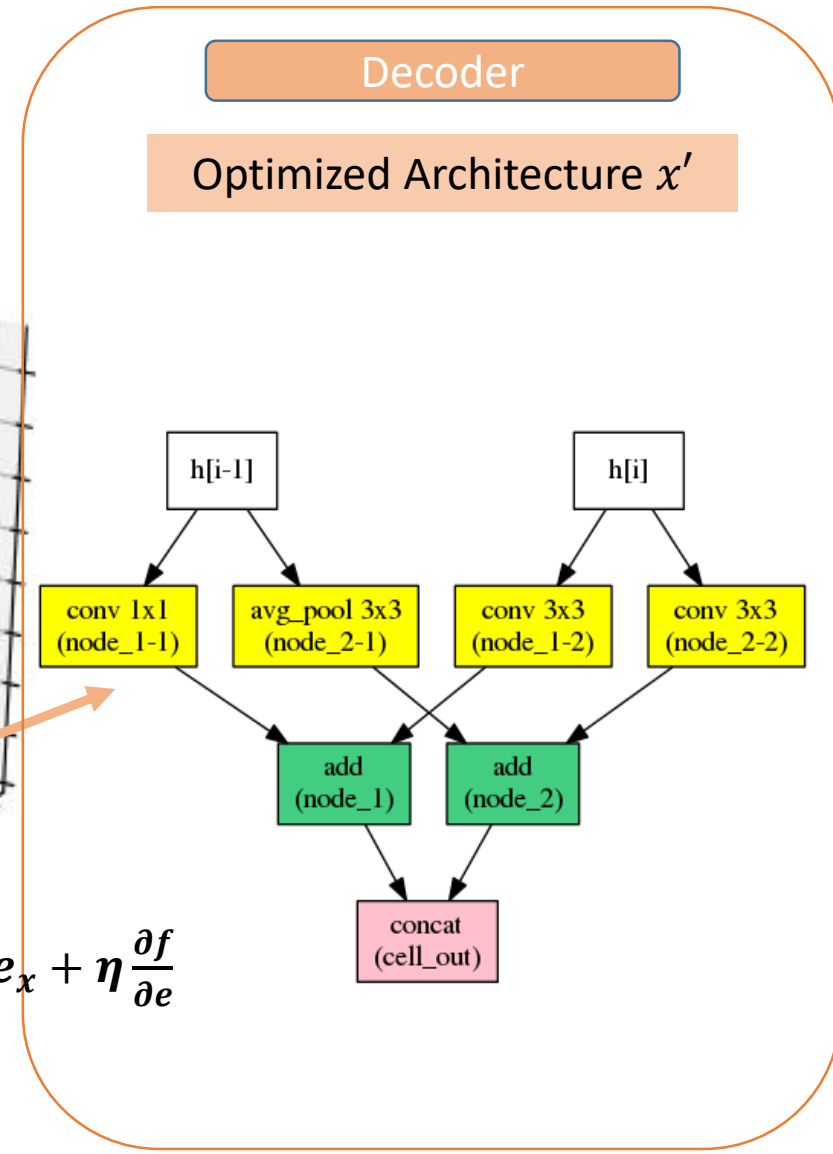 Decoder
Optimized Architecture x′
h[i-1]
h[i]
conv 1x1
(node_1-1)
avg_pool 3x3
(node_2-1)
conv 3x3
(node_1-2)
conv 3x3
(node_2-2)
add
(node_1)
add
(node_2)
concat
(cell_out)
eₓ + η ∂f/∂e